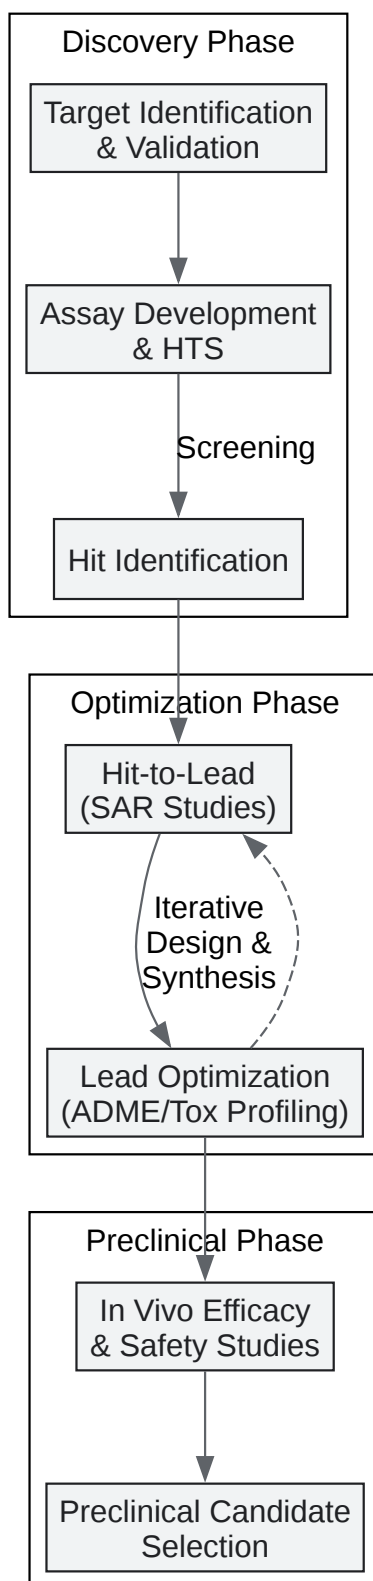 Discovery Phase
Target Identification
& Validation
Assay Development
& HTS
Screening
Hit Identification
Optimization Phase
Hit-to-Lead
(SAR Studies)
Iterative
Design &
Synthesis
Lead Optimization
(ADME/Tox Profiling)
Preclinical Phase
In Vivo Efficacy
& Safety Studies
Preclinical Candidate
Selection